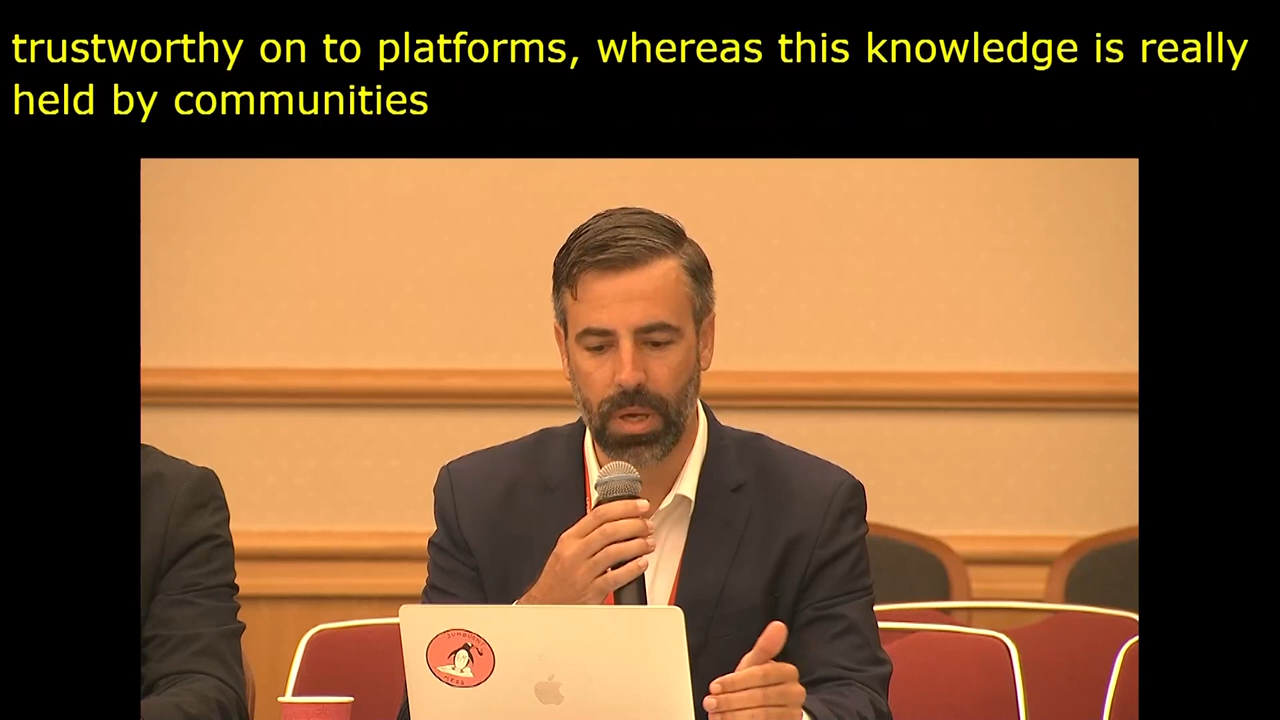 trustworthy on to platforms, whereas this knowledge is really
held by communities